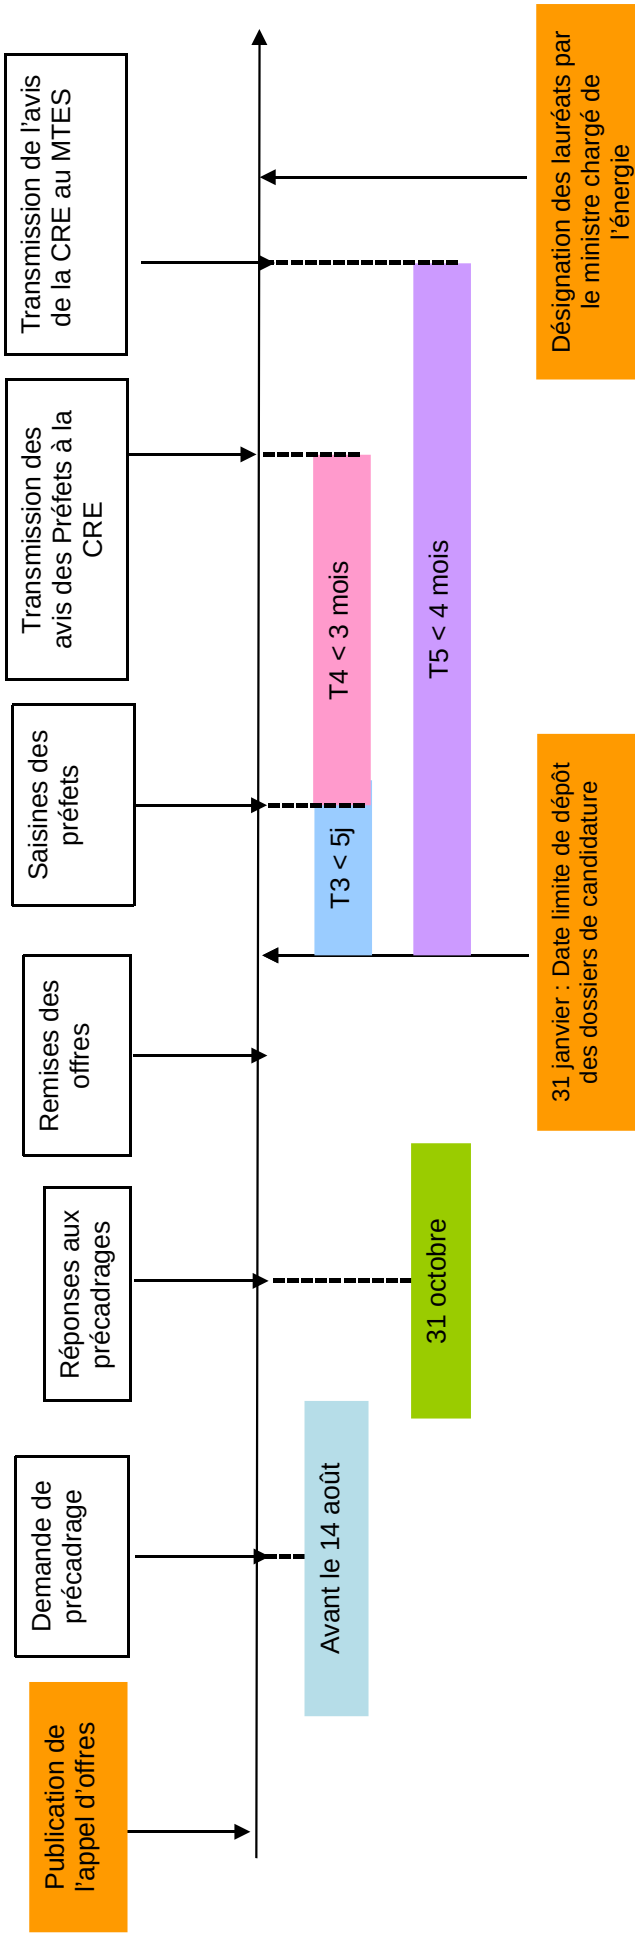 Publication de
l’appel d’offres
Demande de
précadrage
Réponses aux
précadrages
Remises des
offres
Saisines des
préfets
Transmission des
avis des Préfets à la
CRE
Transmission de l’avis
de la CRE au MTES
Avant le 14 août
31 octobre
T3 < 5j
T4 < 3 mois
T5 < 4 mois
31 janvier : Date limite de dépôt
des dossiers de candidature
Désignation des lauréats par
le ministre chargé de
l’énergie